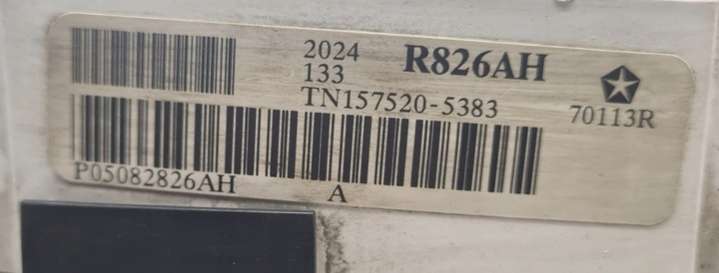 2024 R826AH
133
TN157520-5383 70113R
P05082826AH A